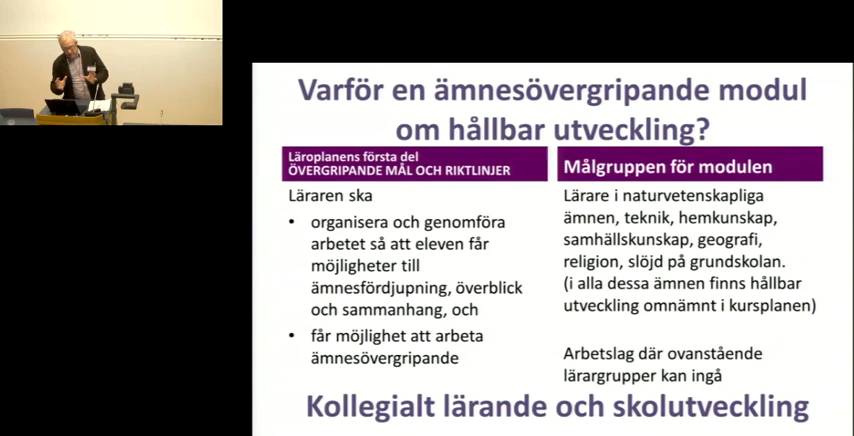 Varför en ämnesövergripande modul
om hållbar utveckling?
Läroplanens första del
ÖVERGRIPANDE MÅL OCH RIKTLINJER
Läraren ska
• organisera och genomföra
arbetet så att eleven får
möjligheter till
ämnesfördjupning, överblick
och sammanhang, och
• får möjlighet att arbeta
ämnesövergripande
Målgruppen för modulen
Lärare i naturvetenskapliga
ämnen, teknik, hemkunskap,
samhällskunskap, geografi,
religion, slöjd på grundskolan.
(i alla dessa ämnen finns hållbar
utveckling omnämnt i kursplanen)
Arbetslag där ovanstående
lärargrupper kan ingå
Kollegialt lärande och skolutveckling